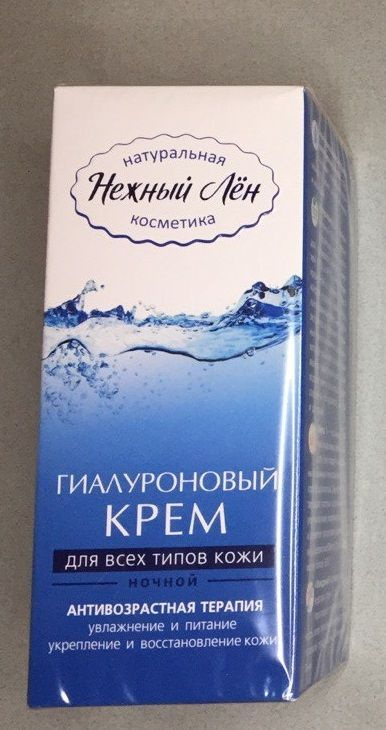 натуральная
Нежный Лён
косметика
ГИАЛУРОНОВЫЙ
КРЕМ
ДЛЯ ВСЕХ ТИПОВ КОЖИ
НОЧНОЙ
АНТИВОЗРАСТНАЯ ТЕРАПИЯ
увлажнение и питание
укрепление и восстановление кожи